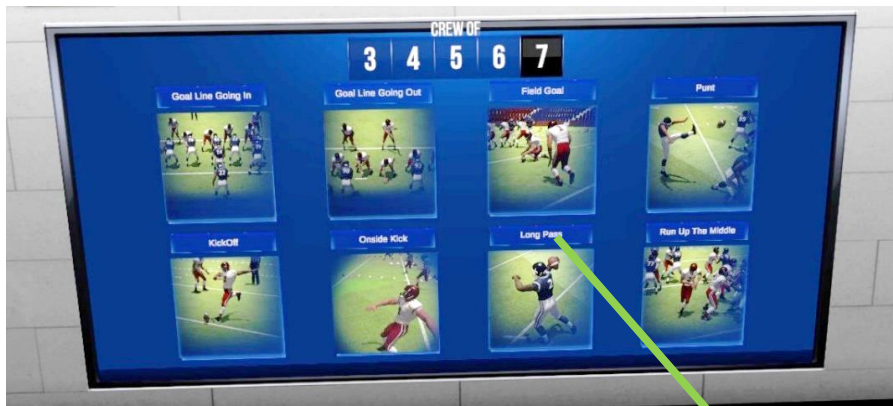 CREW OF
3 4 5 6 7
Goal Line Going In
Goal Line Going Out
Field Goal
Punt
KickOff
Onside Kick
Long Pass
Run Up The Middle